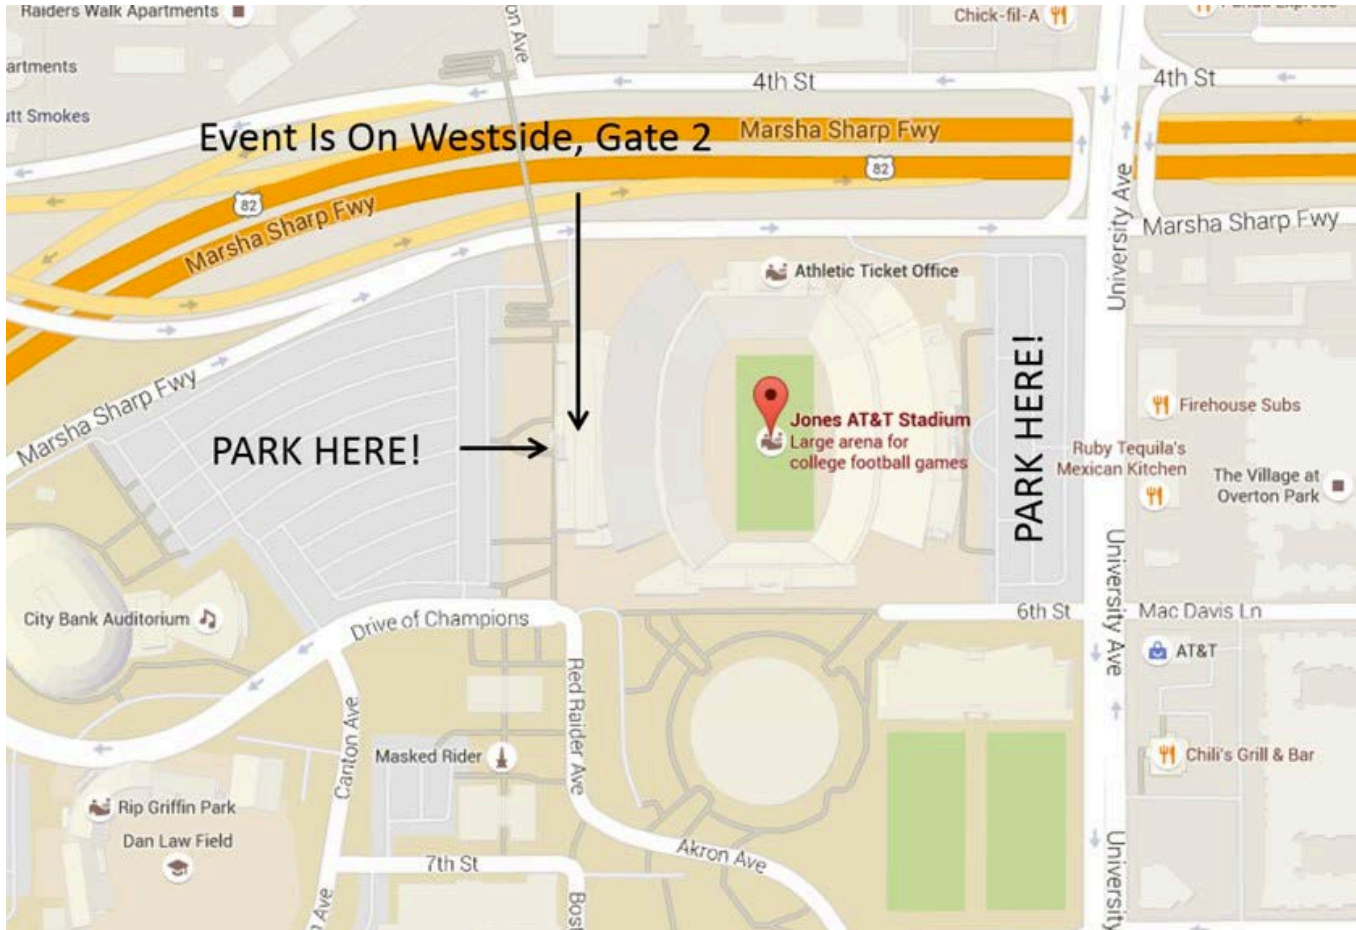 Raiders Walk Apartments
Chick-fil-A
artments
4th St
4th St
utt Smokes
Event Is On Westside, Gate 2
Marsha Sharp Fwy
82
82
Marsha Sharp Fwy
University Ave
Marsha Sharp Fwy
Athletic Ticket Office
PARK HERE!
Marsha Sharp Fwy
Firehouse Subs
Jones AT&T Stadium
Large arena for
college football games
PARK HERE!
Ruby Tequila's
Mexican Kitchen
The Village at
Overton Park
University Ave
City Bank Auditorium
Drive of Champions
6th St
Mac Davis Ln
AT&T
Red Raider Ave
Canton Ave
Masked Rider
Chili's Grill & Bar
Rip Griffin Park
Dan Law Field
7th St
Akron Ave
University
Ave